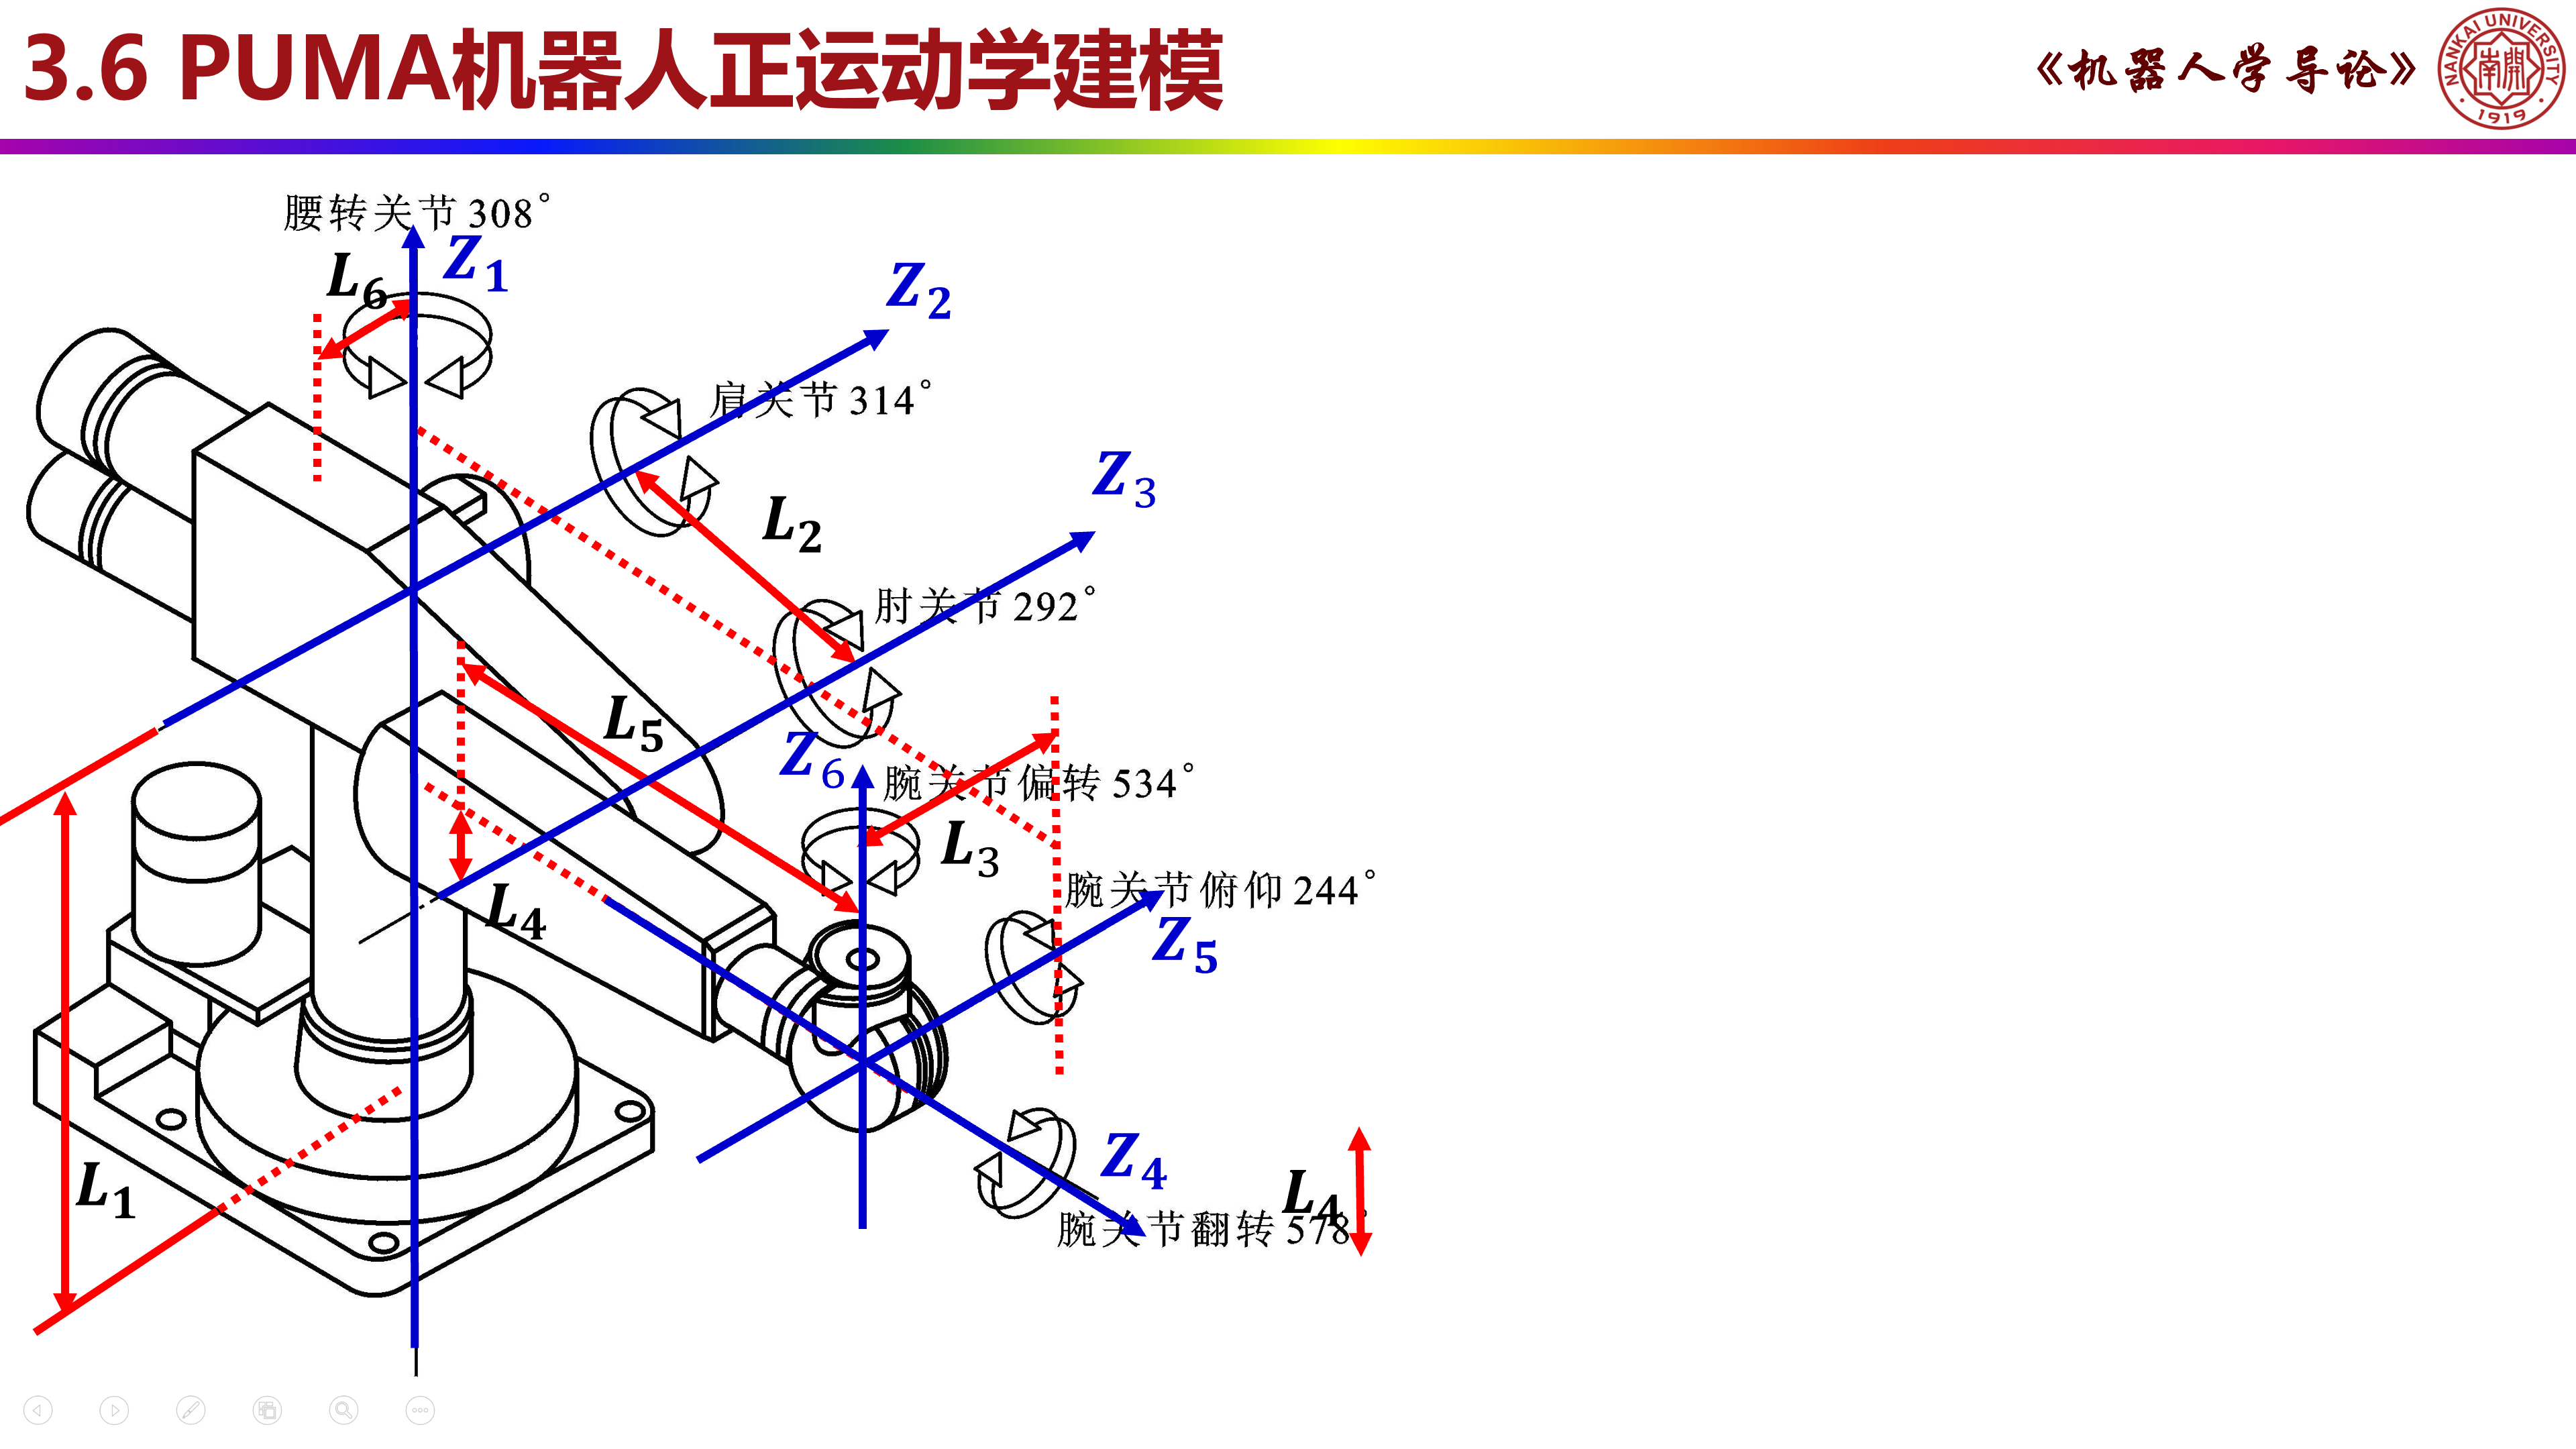 3.6 PUMA机器人正运动学建模
《机器人学导论》
NANKAI UNIVERSITY
南開
1919
腰转关节 308°
Z1
L6
Z2
肩关节 314°
Z3
L2
肘关节 292°
L5
Z6
腕关节偏转 534°
L3
腕关节俯仰 244°
L4
Z5
Z4
L1
L4
腕关节翻转 578°